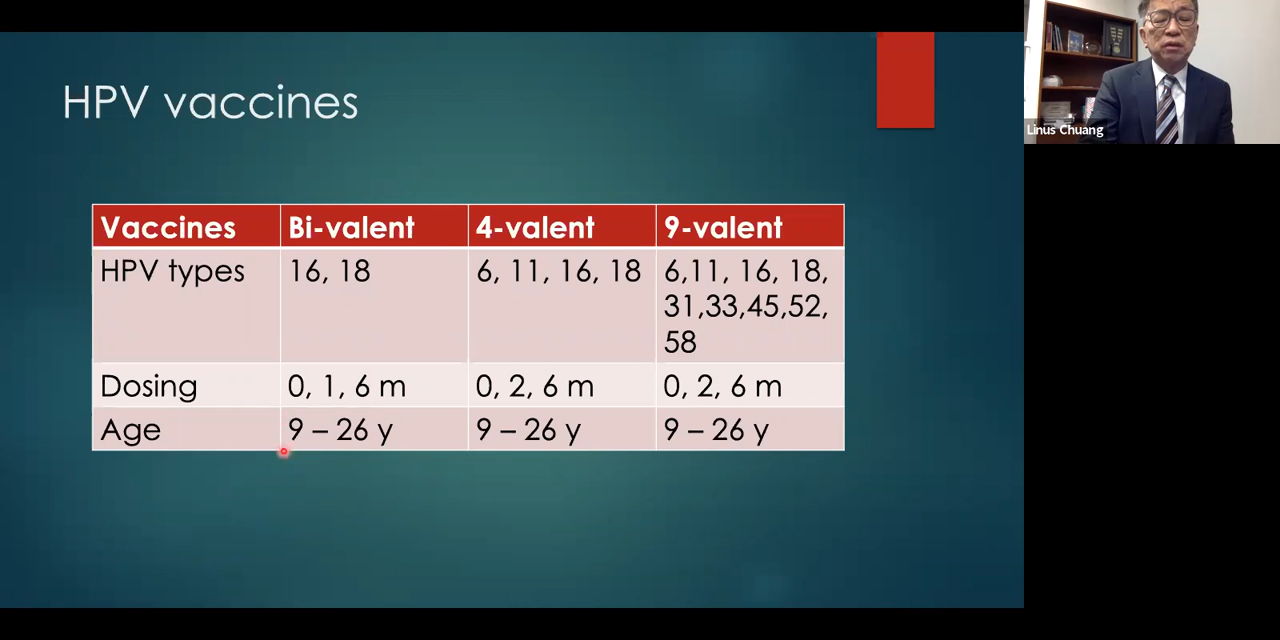 HPV vaccines
Linus Chuang
Vaccines Bi-valent 4-valent 9-valent
HPV types 16, 18 6, 11, 16, 18 6,11, 16, 18,
31,33,45,52,
58
Dosing 0, 1, 6 m 0, 2, 6 m 0, 2, 6 m
Age 9 – 26 y 9 – 26 y 9 – 26 y